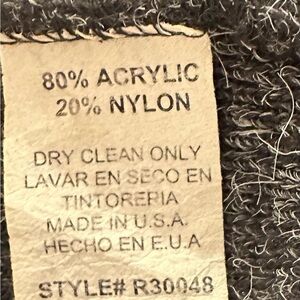 80% ACRYLIC
20% NYLON
DRY CLEAN ONLY
LAVAR EN SECO EN
TINTORERIA
MADE IN U.S.A.
HECHO EN E.U.A
STYLE# R30048